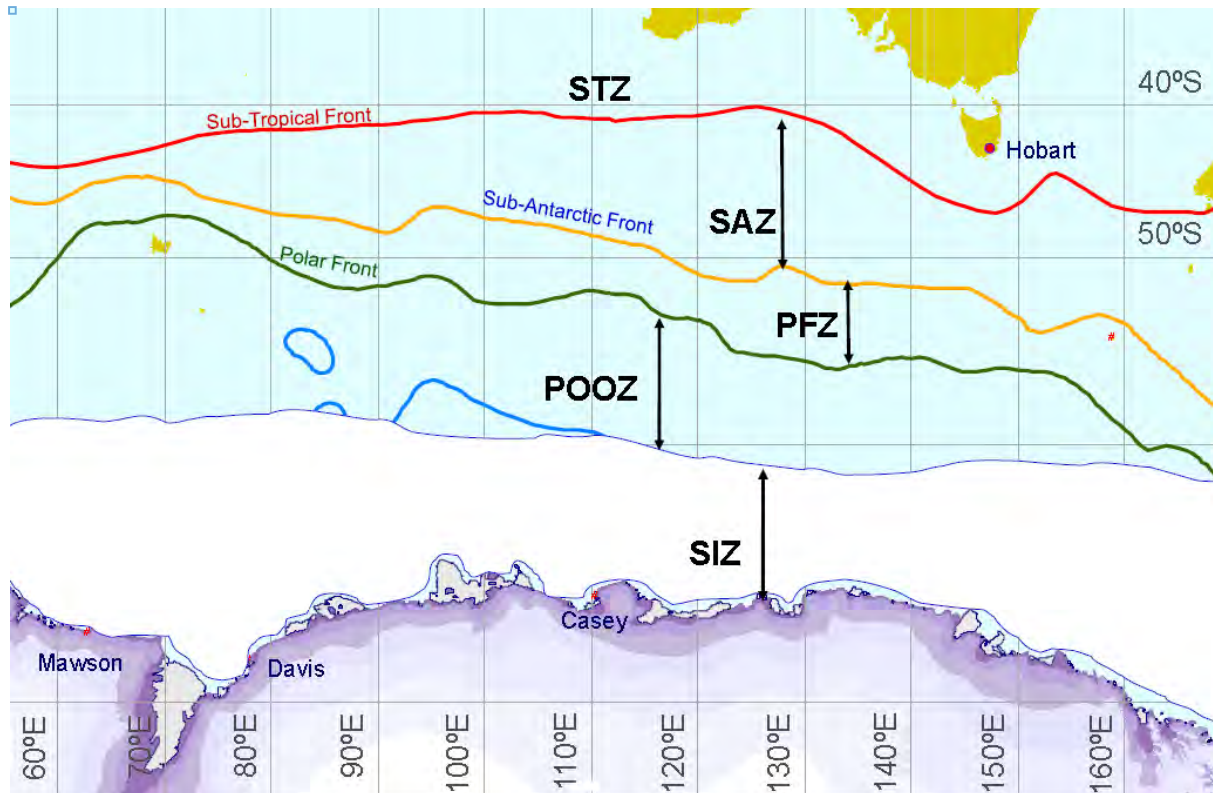 STZ
40ºS
Sub-Tropical Front
Hobart
Sub-Antarctic Front
SAZ
50ºS
Polar Front
PFZ
#
POOZ
SIZ
#
Casey
#
Mawson
Davis
60ºE
70ºE
80ºE
90ºE
100ºE
110ºE
120ºE
130ºE
140ºE
150ºE
160ºE